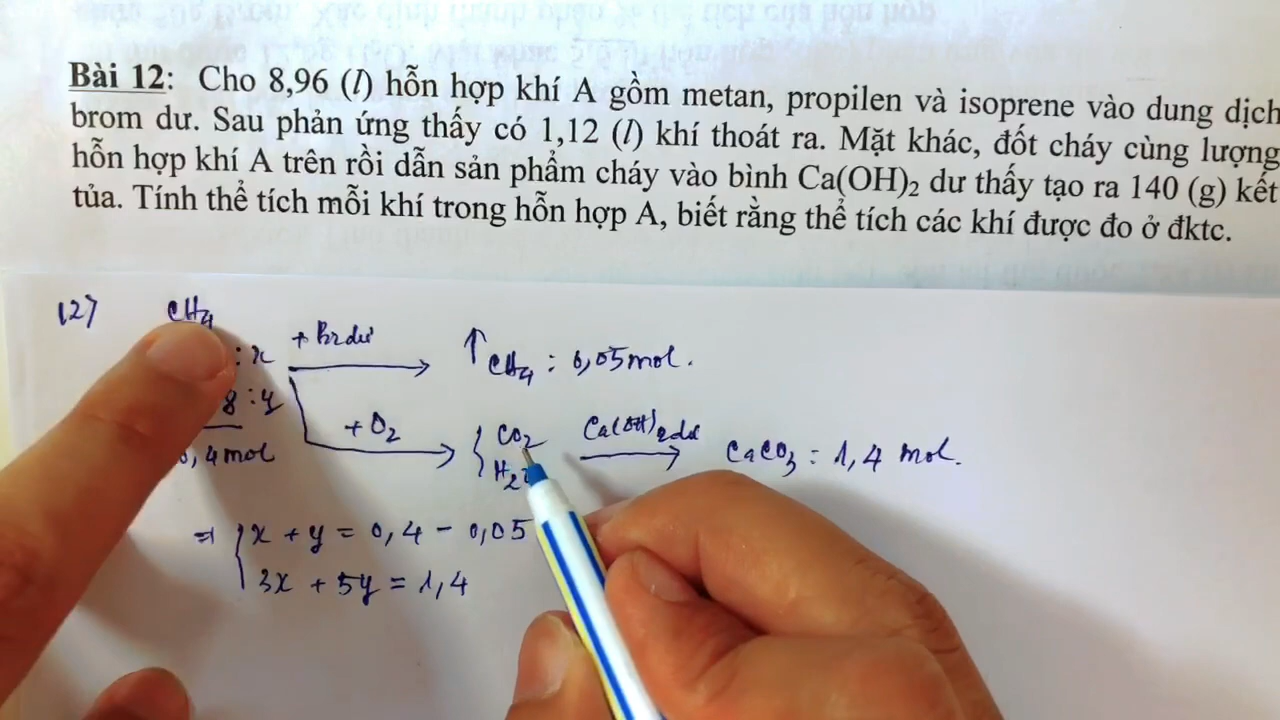 Bài 12: Cho 8,96 (l) hỗn hợp khí A gồm metan, propilen và isoprene vào dung dịch
brom dư. Sau phản ứng thấy có 1,12 (l) khí thoát ra. Mặt khác, đốt cháy cùng lượng
hỗn hợp khí A trên rồi dẫn sản phẩm cháy vào bình Ca(OH)₂ dư thấy tạo ra 140 (g) kết
tủa. Tính thể tích mỗi khí trong hỗn hợp A, biết rằng thể tích các khí được đo ở đktc.
12) CH₄
: x + Br dư ↑ CH₄ : 0,05 mol.
8 : y
+ O₂ CO₂ Ca(OH)₂ dư CaCO₃ : 1,4 mol.
,4 mol H₂
⇒ x + y = 0,4 - 0,05
3x + 5y = 1,4